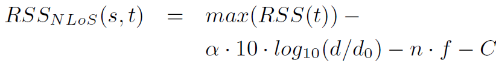 RSS_{NLoS}(s, t) = max(RSS(t)) −
α · 10 · log_{10}(d/d_0) − n · f − C